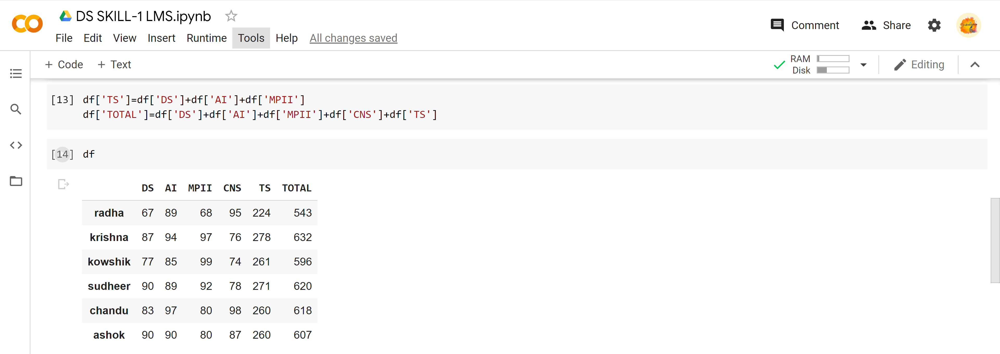 DS SKILL-1 LMS.ipynb
File Edit View Insert Runtime Tools Help All changes saved
Comment Share
+ Code + Text
RAM
Disk
Editing
[13] df['TS']=df['DS']+df['AI']+df['MPII']
df['TOTAL']=df['DS']+df['AI']+df['MPII']+df['CNS']+df['TS']
[14] df
DS AI MPII CNS TS TOTAL
radha 67 89 68 95 224 543
krishna 87 94 97 76 278 632
kowshik 77 85 99 74 261 596
sudheer 90 89 92 78 271 620
chandu 83 97 80 98 260 618
ashok 90 90 80 87 260 607